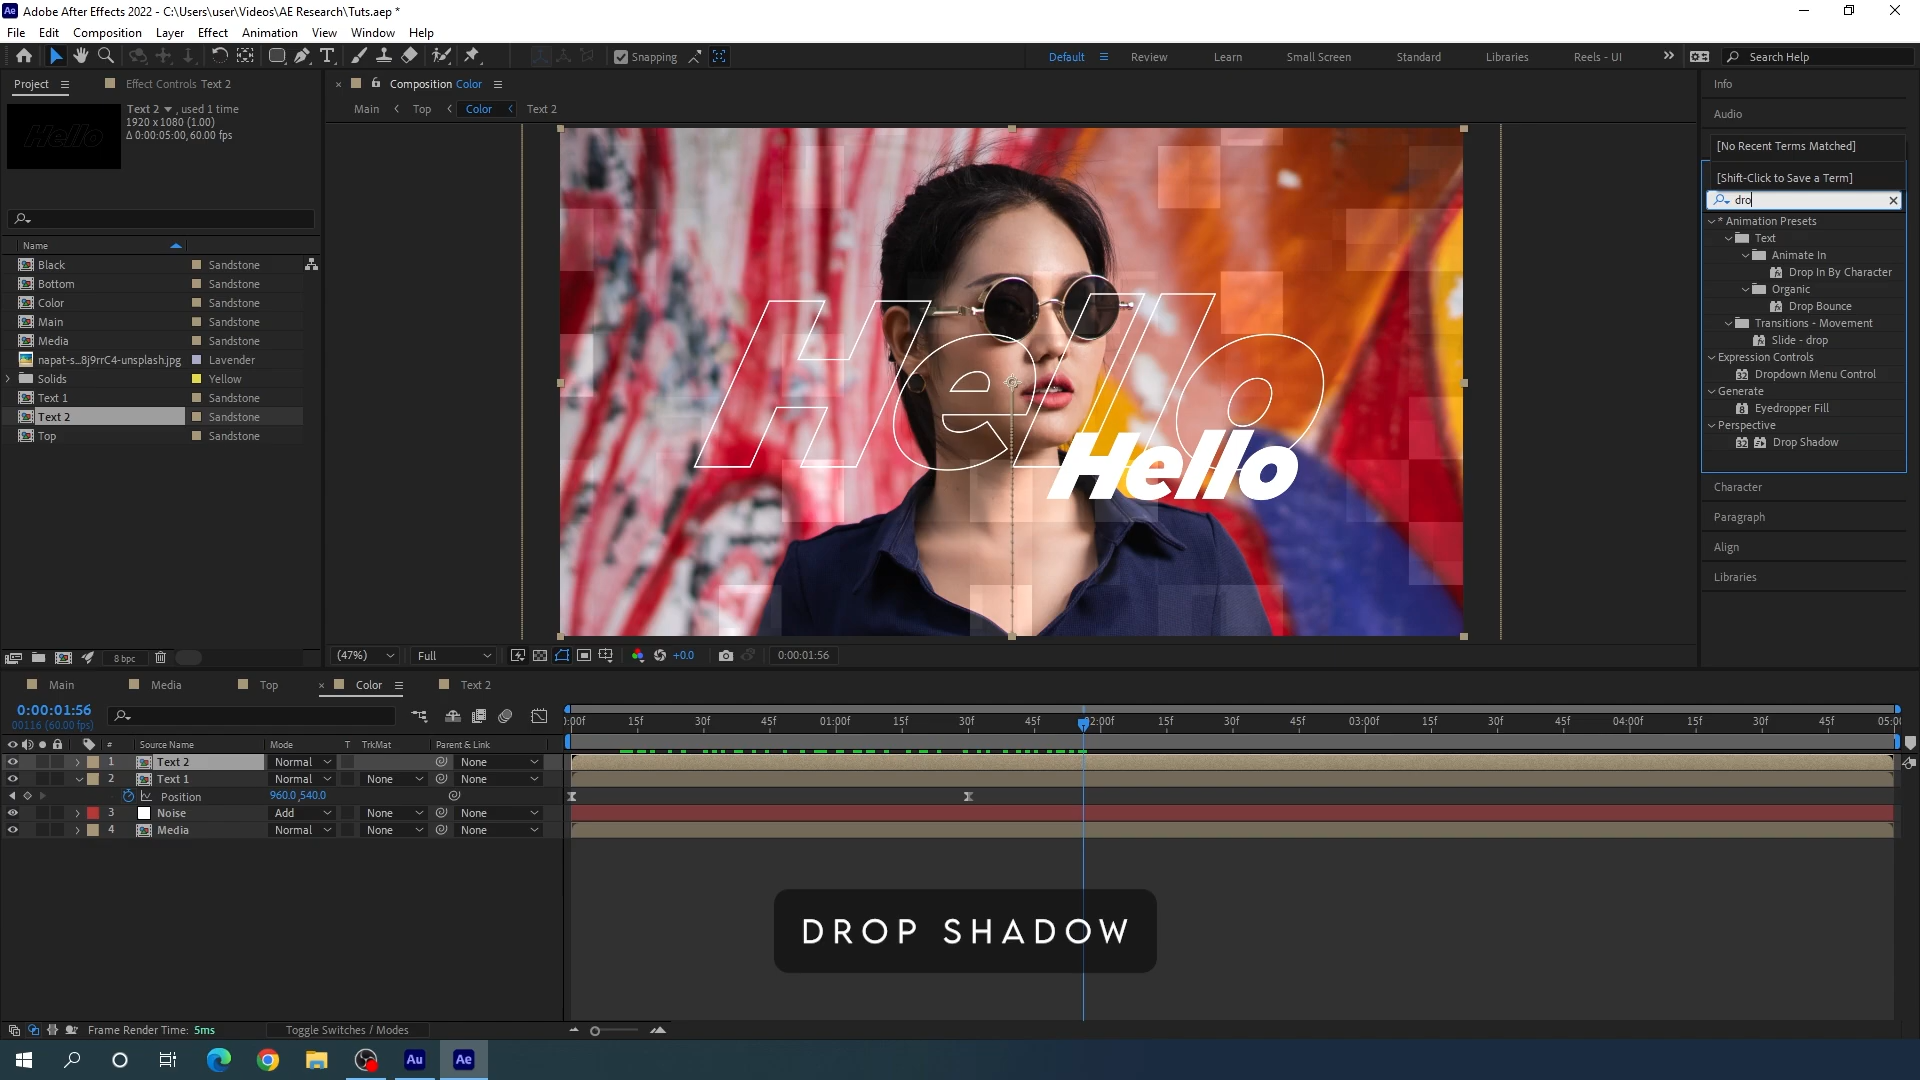 Adobe After Effects 2022 - C:\Users\user\Videos\AE Research\Tuts.aep *
File Edit Composition Layer Effect Animation View Window Help
Snapping
Default Review Learn Small Screen Standard Libraries Reels - UI Search Help
Project Effect Controls Text 2
Text 2 , used 1 time
1920 x 1080 (1.00)
Δ 0:00:05:00, 60.00 fps
Hello
Name
Black Sandstone
Bottom Sandstone
Color Sandstone
Main Sandstone
Media Sandstone
napat-s...8j9rrC4-unsplash.jpg Lavender
Solids Yellow
Text 1 Sandstone
Text 2 Sandstone
Top Sandstone
8 bpc
Composition Color
Main Top Color Text 2
Hello
Hello
(47%) Full +0.0 0:00:01:56
Info
Audio
[No Recent Terms Matched]
[Shift-Click to Save a Term]
dro
* Animation Presets
Text
Animate In
Drop In By Character
Organic
Drop Bounce
Transitions - Movement
Slide - drop
Expression Controls
Dropdown Menu Control
Generate
Eyedropper Fill
Perspective
Drop Shadow
Character
Paragraph
Align
Libraries
Main Media Top Color Text 2
0:00:01:56
00116 (60.00 fps)
:00f 15f 30f 45f 01:00f 15f 30f 45f 02:00f 15f 30f 45f 03:00f 15f 30f 45f 04:00f 15f 30f 45f 05:00
# Source Name Mode T TrkMat Parent & Link
1 Text 2 Normal None
2 Text 1 Normal None None
Position 960.0,540.0
3 Noise Add None None
4 Media Normal None None
DROP SHADOW
Frame Render Time: 5ms Toggle Switches / Modes
Au Ae